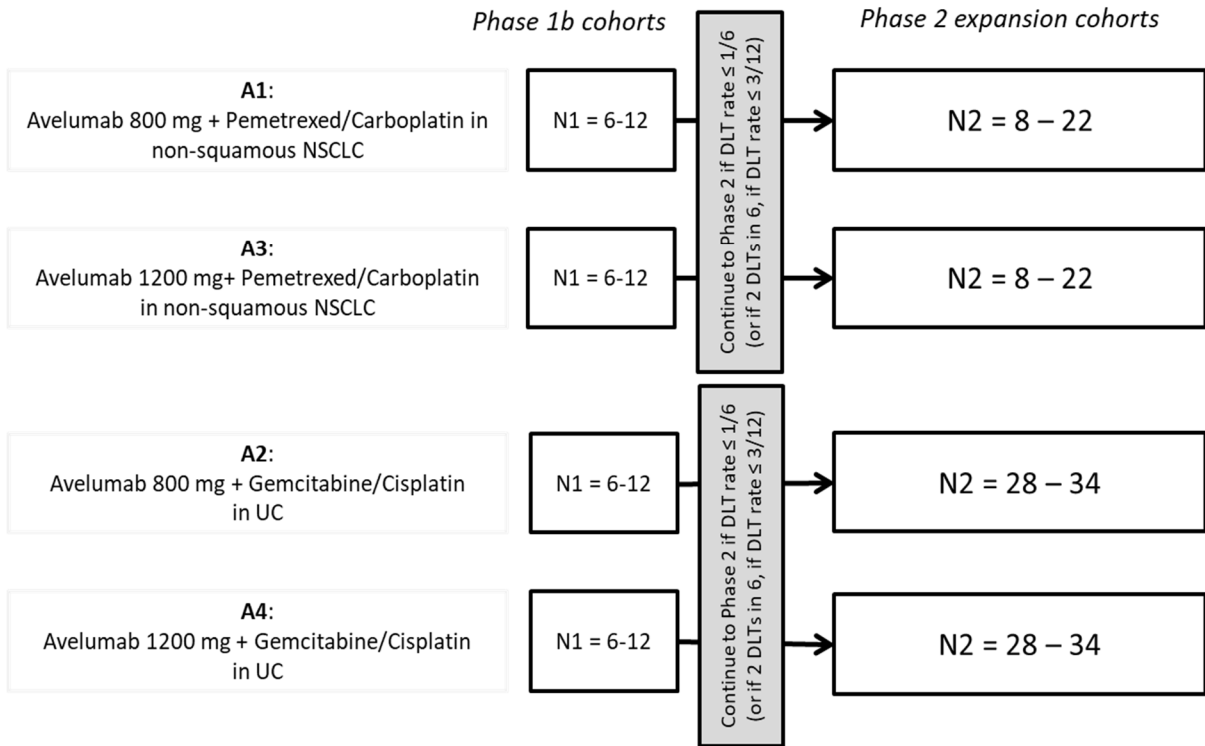 Phase 1b cohorts
Phase 2 expansion cohorts
A1:
Avelumab 800 mg + Pemetrexed/Carboplatin in
non-squamous NSCLC
N1 = 6-12
Continue to Phase 2 if DLT rate ≤ 1/6
(or if 2 DLTs in 6, if DLT rate ≤ 3/12)
N2 = 8 – 22
A3:
Avelumab 1200 mg+ Pemetrexed/Carboplatin
in non-squamous NSCLC
N1 = 6-12
N2 = 8 – 22
A2:
Avelumab 800 mg + Gemcitabine/Cisplatin
in UC
N1 = 6-12
Continue to Phase 2 if DLT rate ≤ 1/6
(or if 2 DLTs in 6, if DLT rate ≤ 3/12)
N2 = 28 – 34
A4:
Avelumab 1200 mg + Gemcitabine/Cisplatin
in UC
N1 = 6-12
N2 = 28 – 34